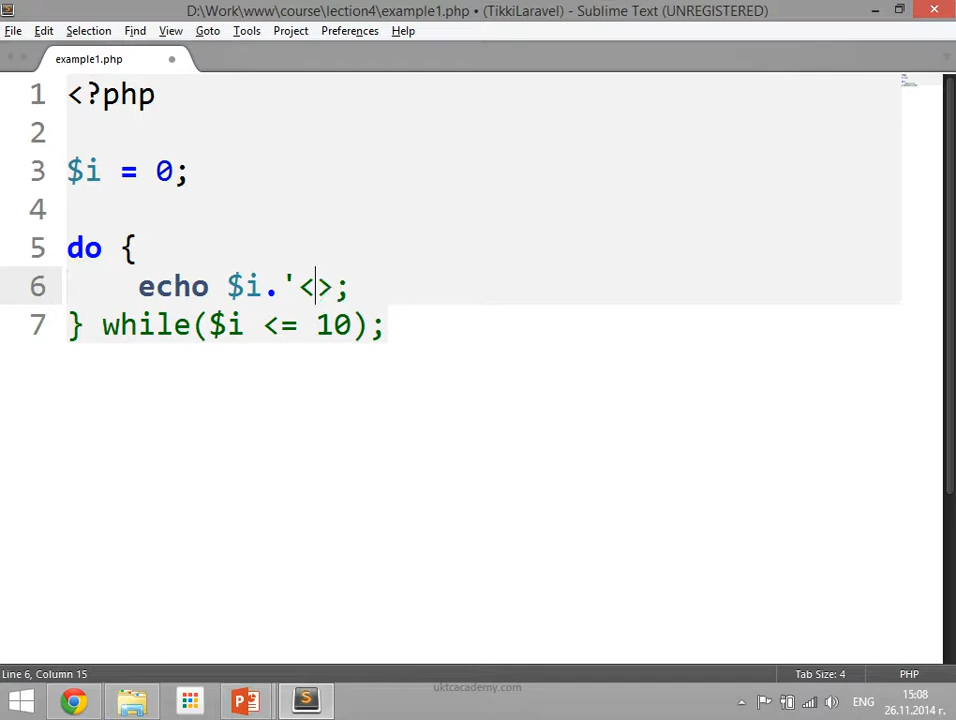 D:\Work\www\course\lection4\example1.php • (TikkiLaravel) - Sublime Text (UNREGISTERED)
File Edit Selection Find View Goto Tools Project Preferences Help
example1.php
1 <?php
2
3 $i = 0;
4
5 do {
6 echo $i.'<>;
7 } while($i <= 10);
Line 6, Column 15 Tab Size: 4 PHP
uktcacademy.com
ENG 15:08
26.11.2014 г.